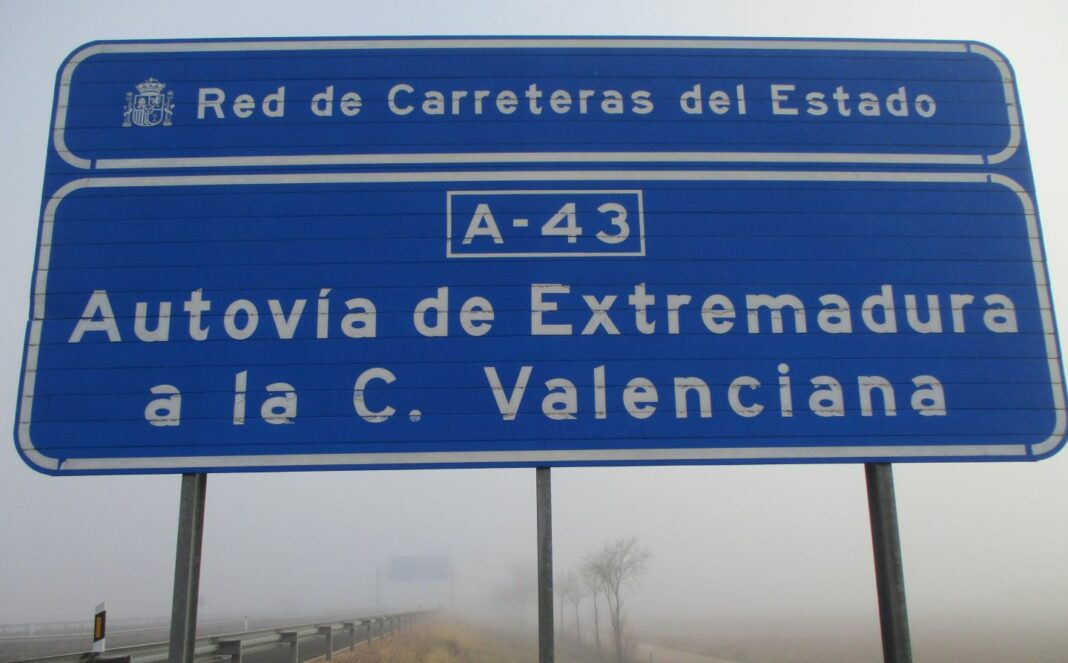 Red de Carreteras del Estado
A-43
Autovía de Extremadura
a la C. Valenciana